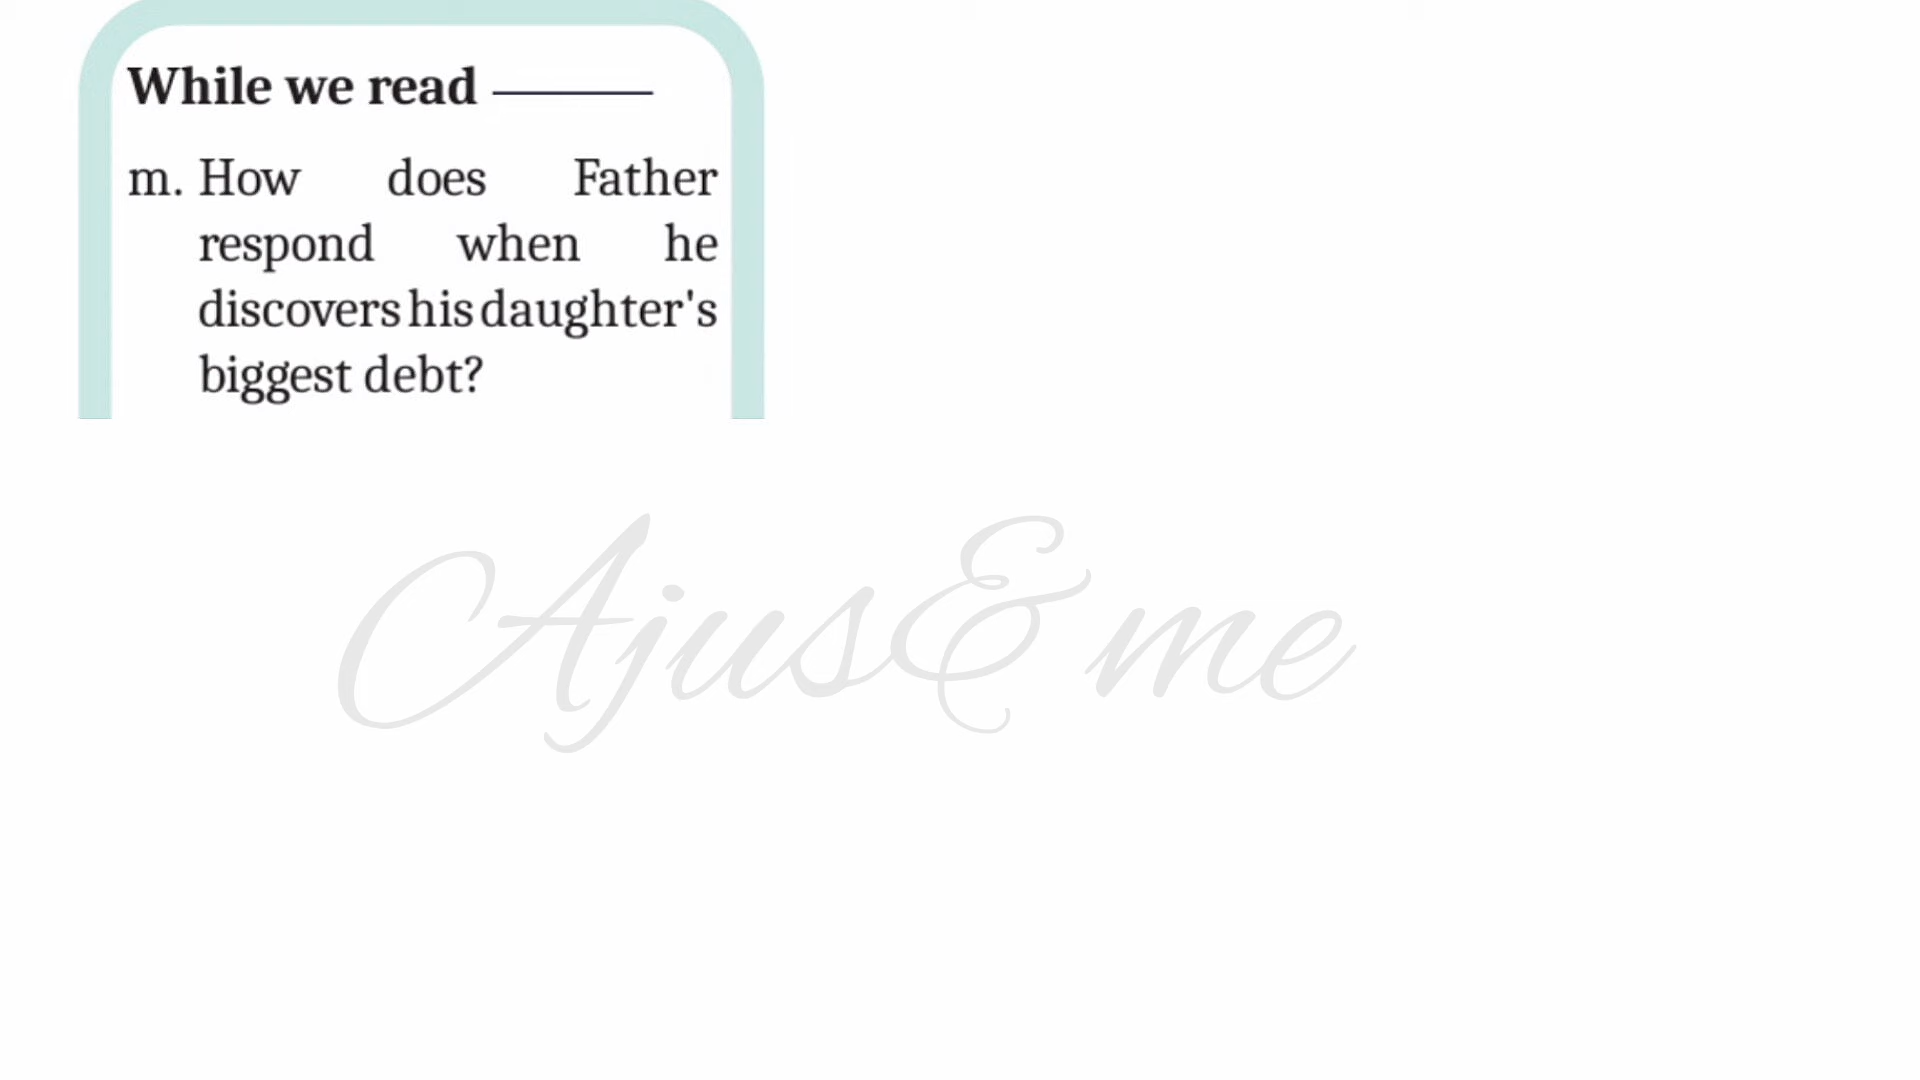 While we read
m. How does Father
respond when he
discovers his daughter's
biggest debt?
Ajus & me